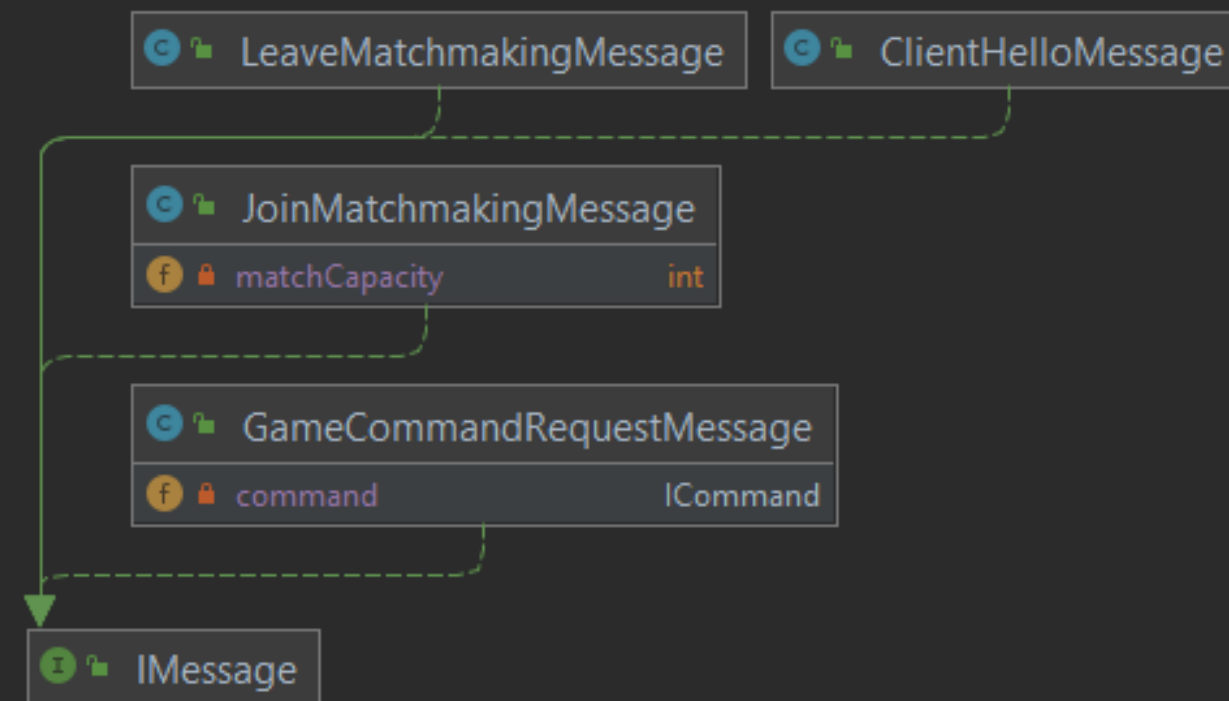 LeaveMatchmakingMessage
ClientHelloMessage
JoinMatchmakingMessage
matchCapacity int
GameCommandRequestMessage
command ICommand
IMessage